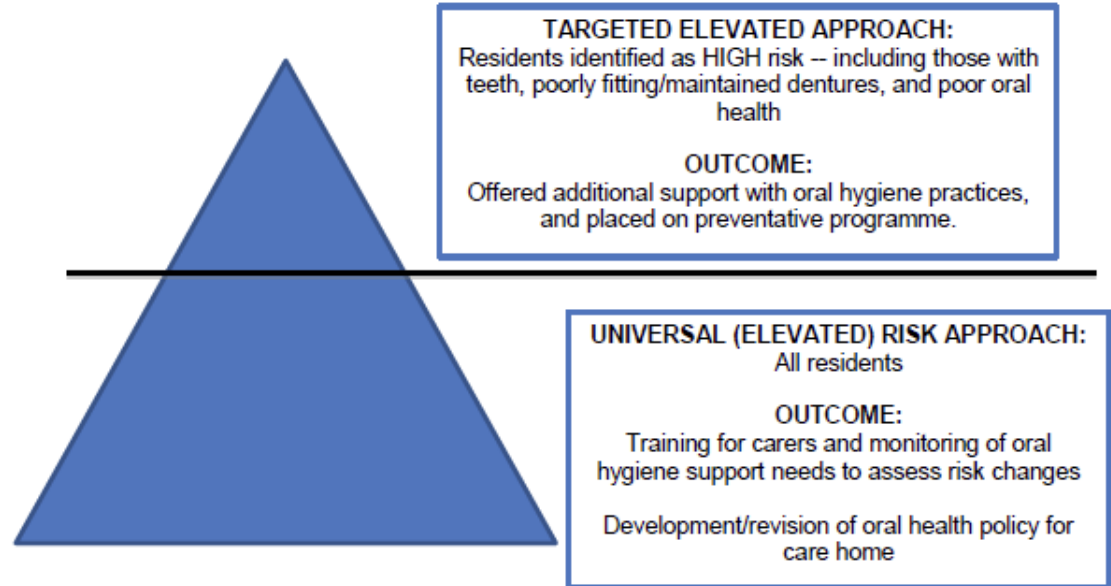 TARGETED ELEVATED APPROACH:
Residents identified as HIGH risk -- including those with
teeth, poorly fitting/maintained dentures, and poor oral
health
OUTCOME:
Offered additional support with oral hygiene practices,
and placed on preventative programme.
UNIVERSAL (ELEVATED) RISK APPROACH:
All residents
OUTCOME:
Training for carers and monitoring of oral
hygiene support needs to assess risk changes
Development/revision of oral health policy for
care home